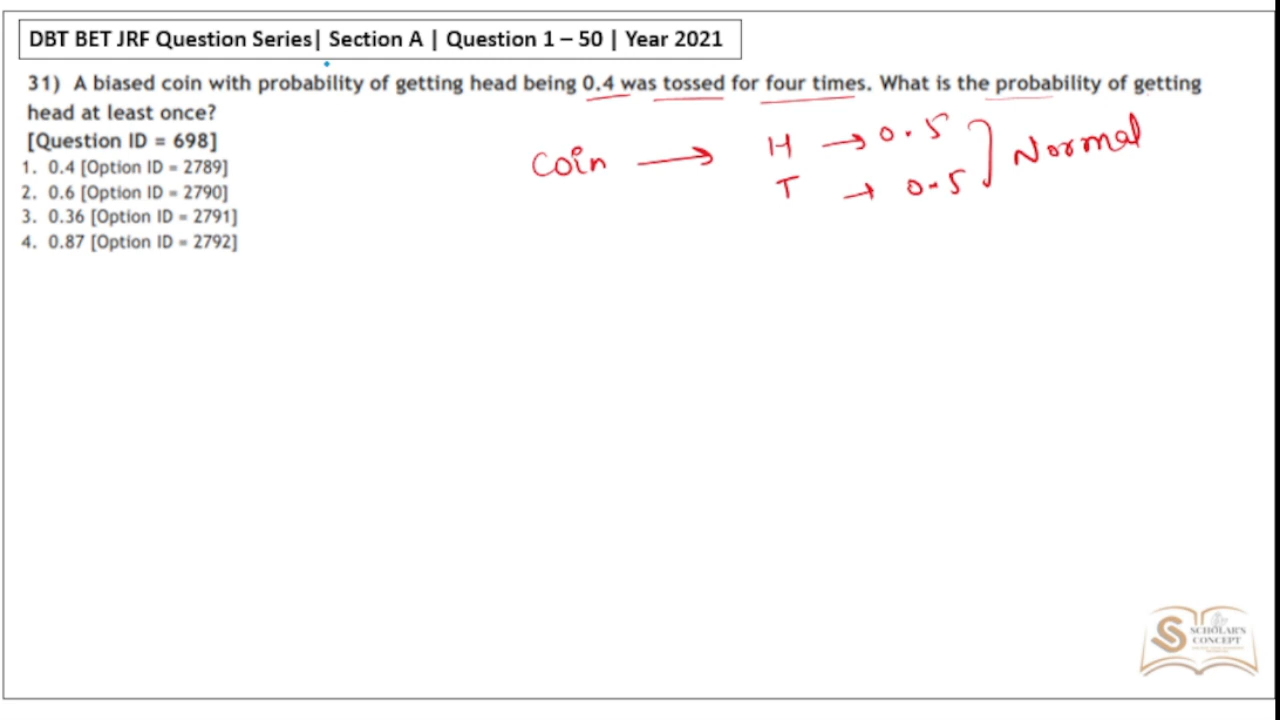 DBT BET JRF Question Series| Section A | Question 1 – 50 | Year 2021
31) A biased coin with probability of getting head being 0.4 was tossed for four times. What is the probability of getting
head at least once?
[Question ID = 698]
1. 0.4 [Option ID = 2789]
2. 0.6 [Option ID = 2790]
3. 0.36 [Option ID = 2791]
4. 0.87 [Option ID = 2792]
Coin → H → 0.5
T → 0.5
Normal
SCHOLAR'S
CONCEPT